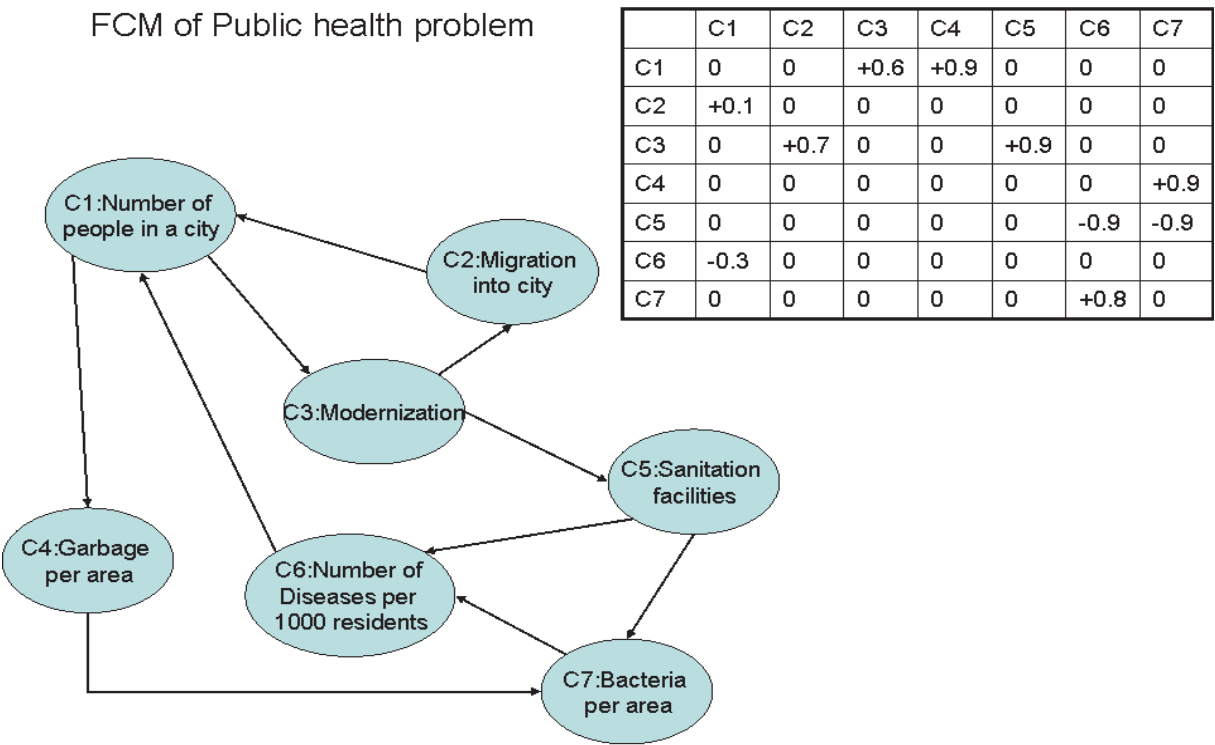 FCM of Public health problem
C1 C2 C3 C4 C5 C6 C7
C1 0 0 +0.6 +0.9 0 0 0
C2 +0.1 0 0 0 0 0 0
C3 0 +0.7 0 0 +0.9 0 0
C4 0 0 0 0 0 0 +0.9
C5 0 0 0 0 0 -0.9 -0.9
C6 -0.3 0 0 0 0 0 0
C7 0 0 0 0 0 +0.8 0
C1:Number of
people in a city
C2:Migration
into city
C3:Modernization
C5:Sanitation
facilities
C4:Garbage
per area
C6:Number of
Diseases per
1000 residents
C7:Bacteria
per area